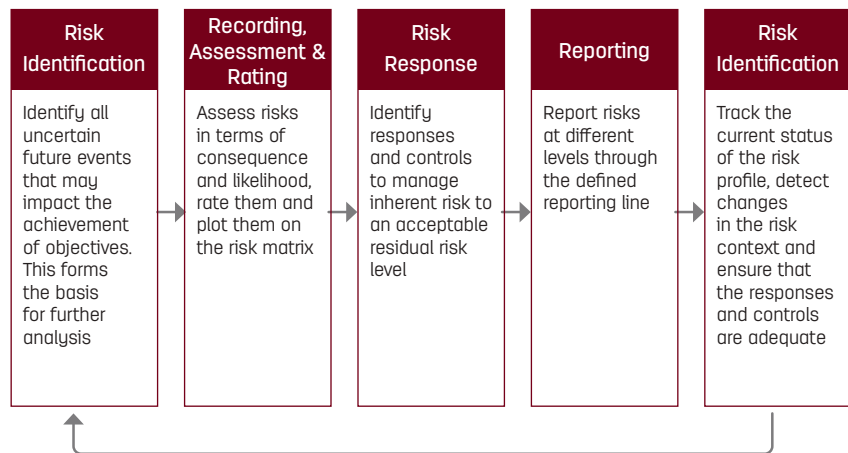 Risk
Identification
Identify all
uncertain
future events
that may
impact the
achievement
of objectives.
This forms
the basis
for further
analysis
Recording,
Assessment &
Rating
Assess risks
in terms of
consequence
and likelihood,
rate them and
plot them on
the risk matrix
Risk
Response
Identify
responses
and controls
to manage
inherent risk to
an acceptable
residual risk
level
Reporting
Report risks
at different
levels through
the defined
reporting line
Risk
Identification
Track the
current status
of the risk
profile, detect
changes
in the risk
context and
ensure that
the responses
and controls
are adequate